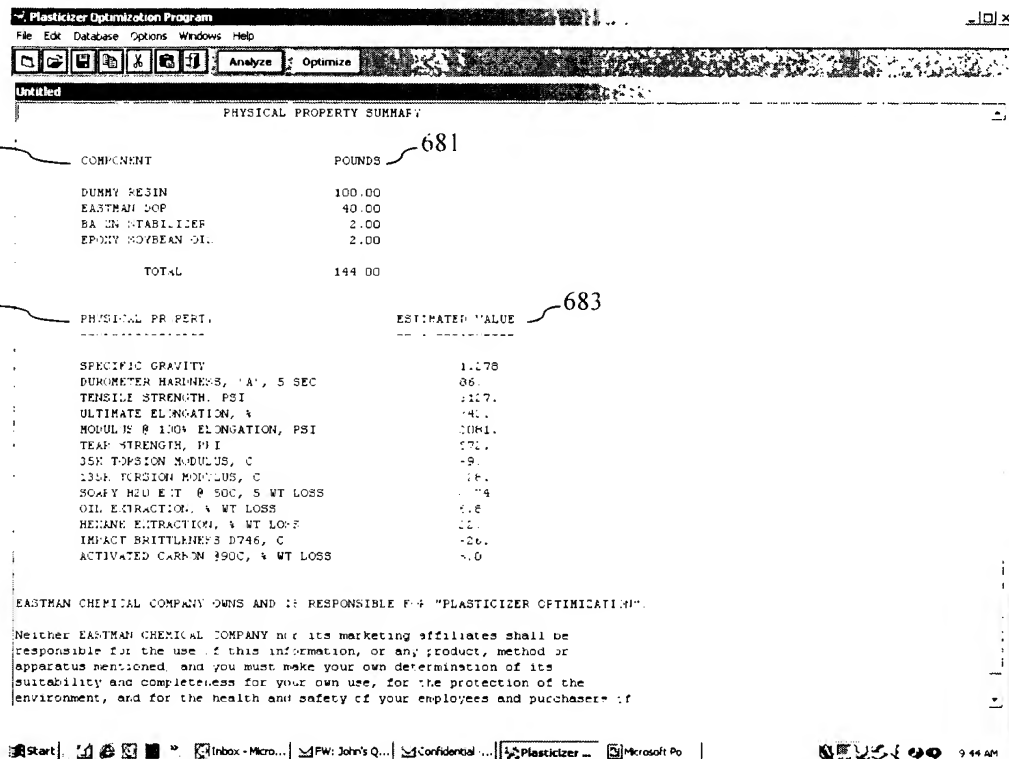 Plasticizer Optimization Program
File Edit Database Options Windows Help
Analyze Optimize
Untitled
PHYSICAL PROPERTY SUMMARY
681
COMPONENT POUNDS
DUMMY RESIN 100.00
EASTMAN DOP 40.00
STABILIZER 2.00
EPOXY SOYBEAN OIL 2.00
TOTAL 144.00
683
PHYSICAL PROPERTY ESTIMATED VALUE
SPECIFIC GRAVITY
DUROMETER HARDNESS, 'A', 5 SEC 86.
TENSILE STRENGTH, PSI
ULTIMATE ELONGATION, %
MODULUS @ 100% ELONGATION, PSI
TEAR STRENGTH,
35K TORSION MODULUS, C -9.
135K TORSION MODULUS, C
SOAPY H2O EXT @ 50C, % WT LOSS
OIL EXTRACTION, % WT LOSS
HEXANE EXTRACTION, % WT LOSS
IMPACT BRITTLENESS D746, C -26.
ACTIVATED CARBON @90C, % WT LOSS
EASTMAN CHEMICAL COMPANY OWNS AND IS RESPONSIBLE FOR "PLASTICIZER OPTIMIZATION".
Neither EASTMAN CHEMICAL COMPANY nor its marketing affiliates shall be
responsible for the use of this information, or any product, method or
apparatus mentioned, and you must make your own determination of its
suitability and completeness for your own use, for the protection of the
environment, and for the health and safety of your employees and purchasers of
Start Inbox - Micro... FW: John's Q... Confidential ... Plasticizer ... Microsoft Po 9 44 AM